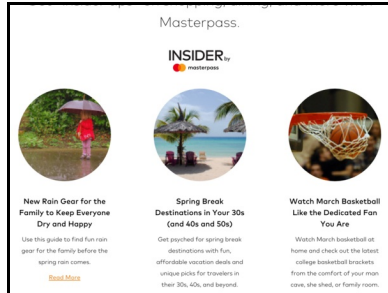 Masterpass.
INSIDER by
masterpass
New Rain Gear for the
Family to Keep Everyone
Dry and Happy
Use this guide to find fun rain
gear for the family before the
spring rain comes.
Read More
Spring Break
Destinations in Your 30s
(and 40s and 50s)
Get psyched for spring break
destinations with fun,
affordable vacation deals and
unique picks for travelers in
their 30s, 40s, and beyond.
Watch March Basketball
Like the Dedicated Fan
You Are
Watch March basketball at
home and check out the latest
college basketball brackets
from the comfort of your man
cave, she shed, or family room.